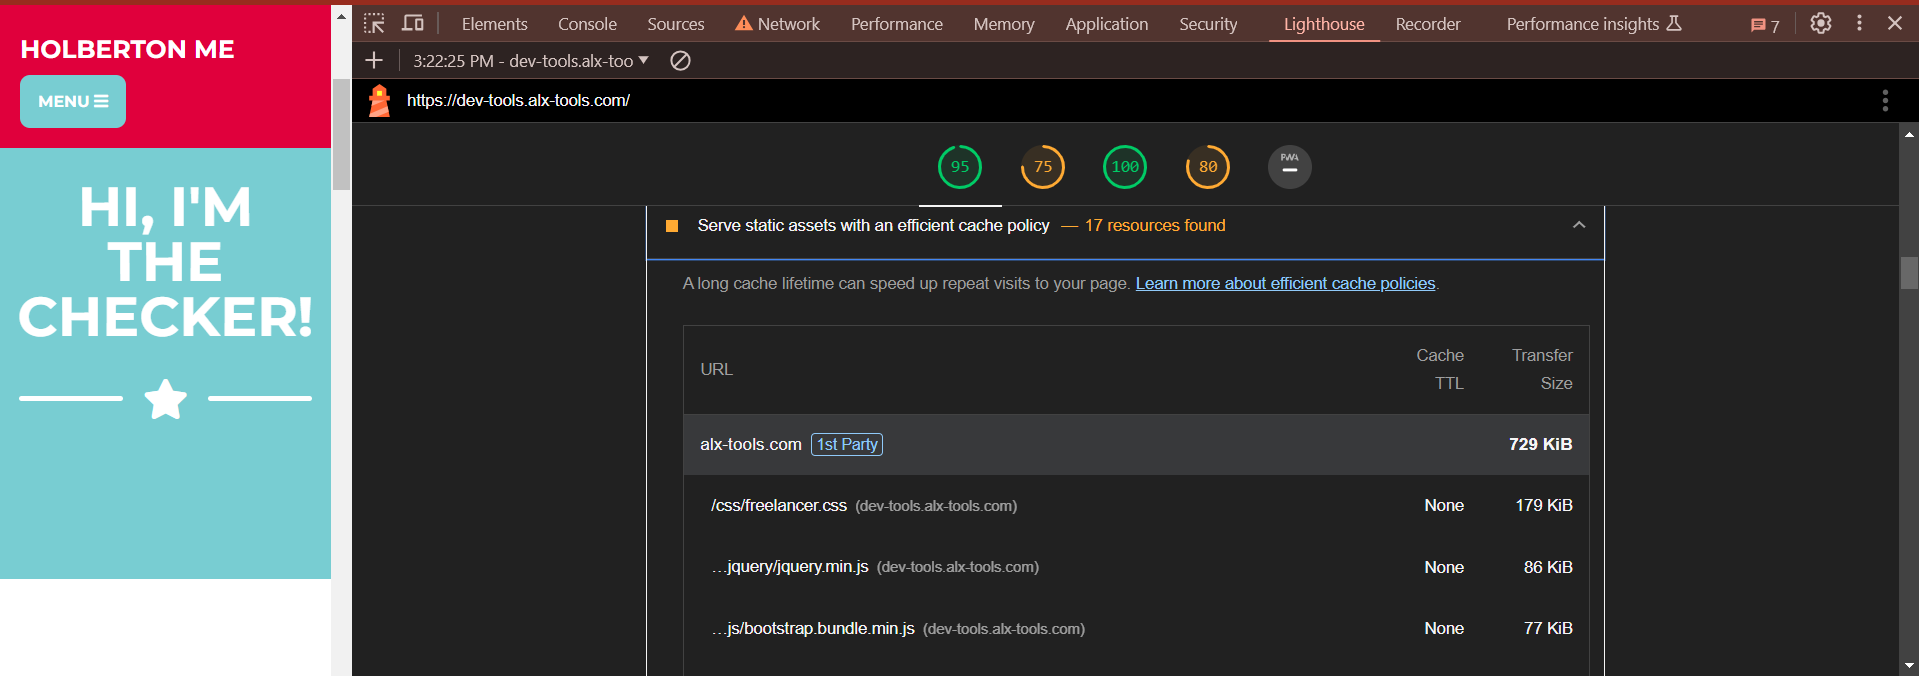 HOLBERTON ME
MENU
HI, I'M
THE
CHECKER!
Elements Console Sources Network Performance Memory Application Security Lighthouse Recorder Performance insights 7
3:22:25 PM - dev-tools.alx-too
https://dev-tools.alx-tools.com/
95 75 100 80 PWA
Serve static assets with an efficient cache policy — 17 resources found
A long cache lifetime can speed up repeat visits to your page. Learn more about efficient cache policies.
URL Cache TTL Transfer Size
alx-tools.com 1st Party 729 KiB
/css/freelancer.css (dev-tools.alx-tools.com) None 179 KiB
…jquery/jquery.min.js (dev-tools.alx-tools.com) None 86 KiB
…js/bootstrap.bundle.min.js (dev-tools.alx-tools.com) None 77 KiB